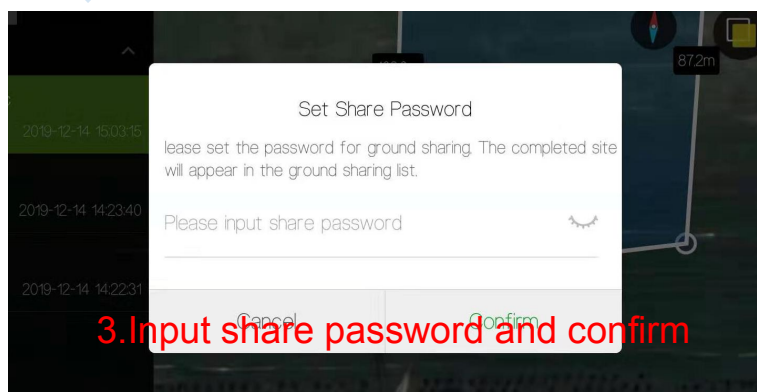 87.2m
Set Share Password
2019-12-14 15:03:15
lease set the password for ground sharing. The completed site
will appear in the ground sharing list.
2019-12-14 14:23:40
Please input share password
2019-12-14 14:22:31
Cancel
Confirm
3.Input share password and confirm